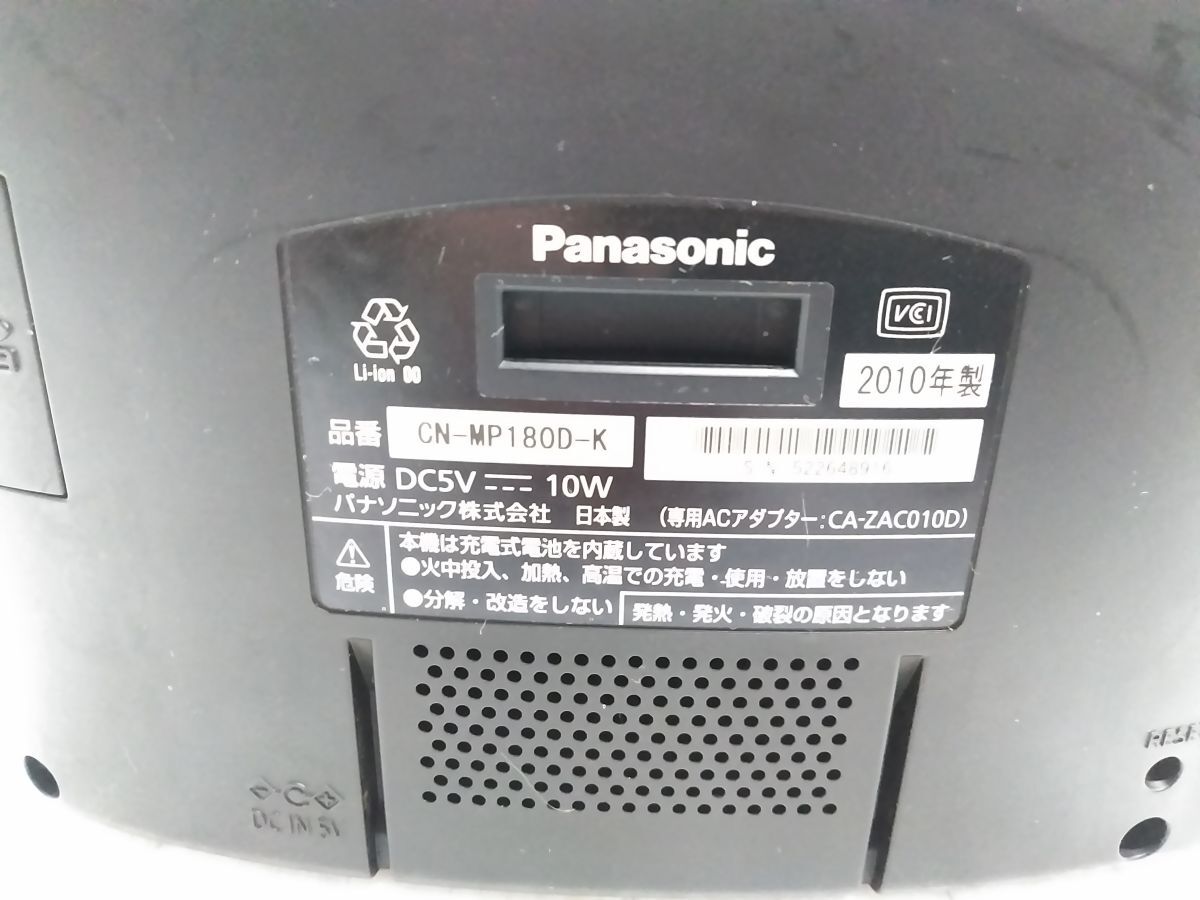 Panasonic
Li-ion 00
VCI
2010年製
品番 CN-MP180D-K
電源 DC5V 10W
パナソニック株式会社 日本製 (専用ACアダプター:CA-ZAC010D)
危険
本機は充電式電池を内蔵しています
●火中投入、加熱、高温での充電・使用・放置をしない
●分解・改造をしない
発熱・発火・破裂の原因となります
DC IN 5V